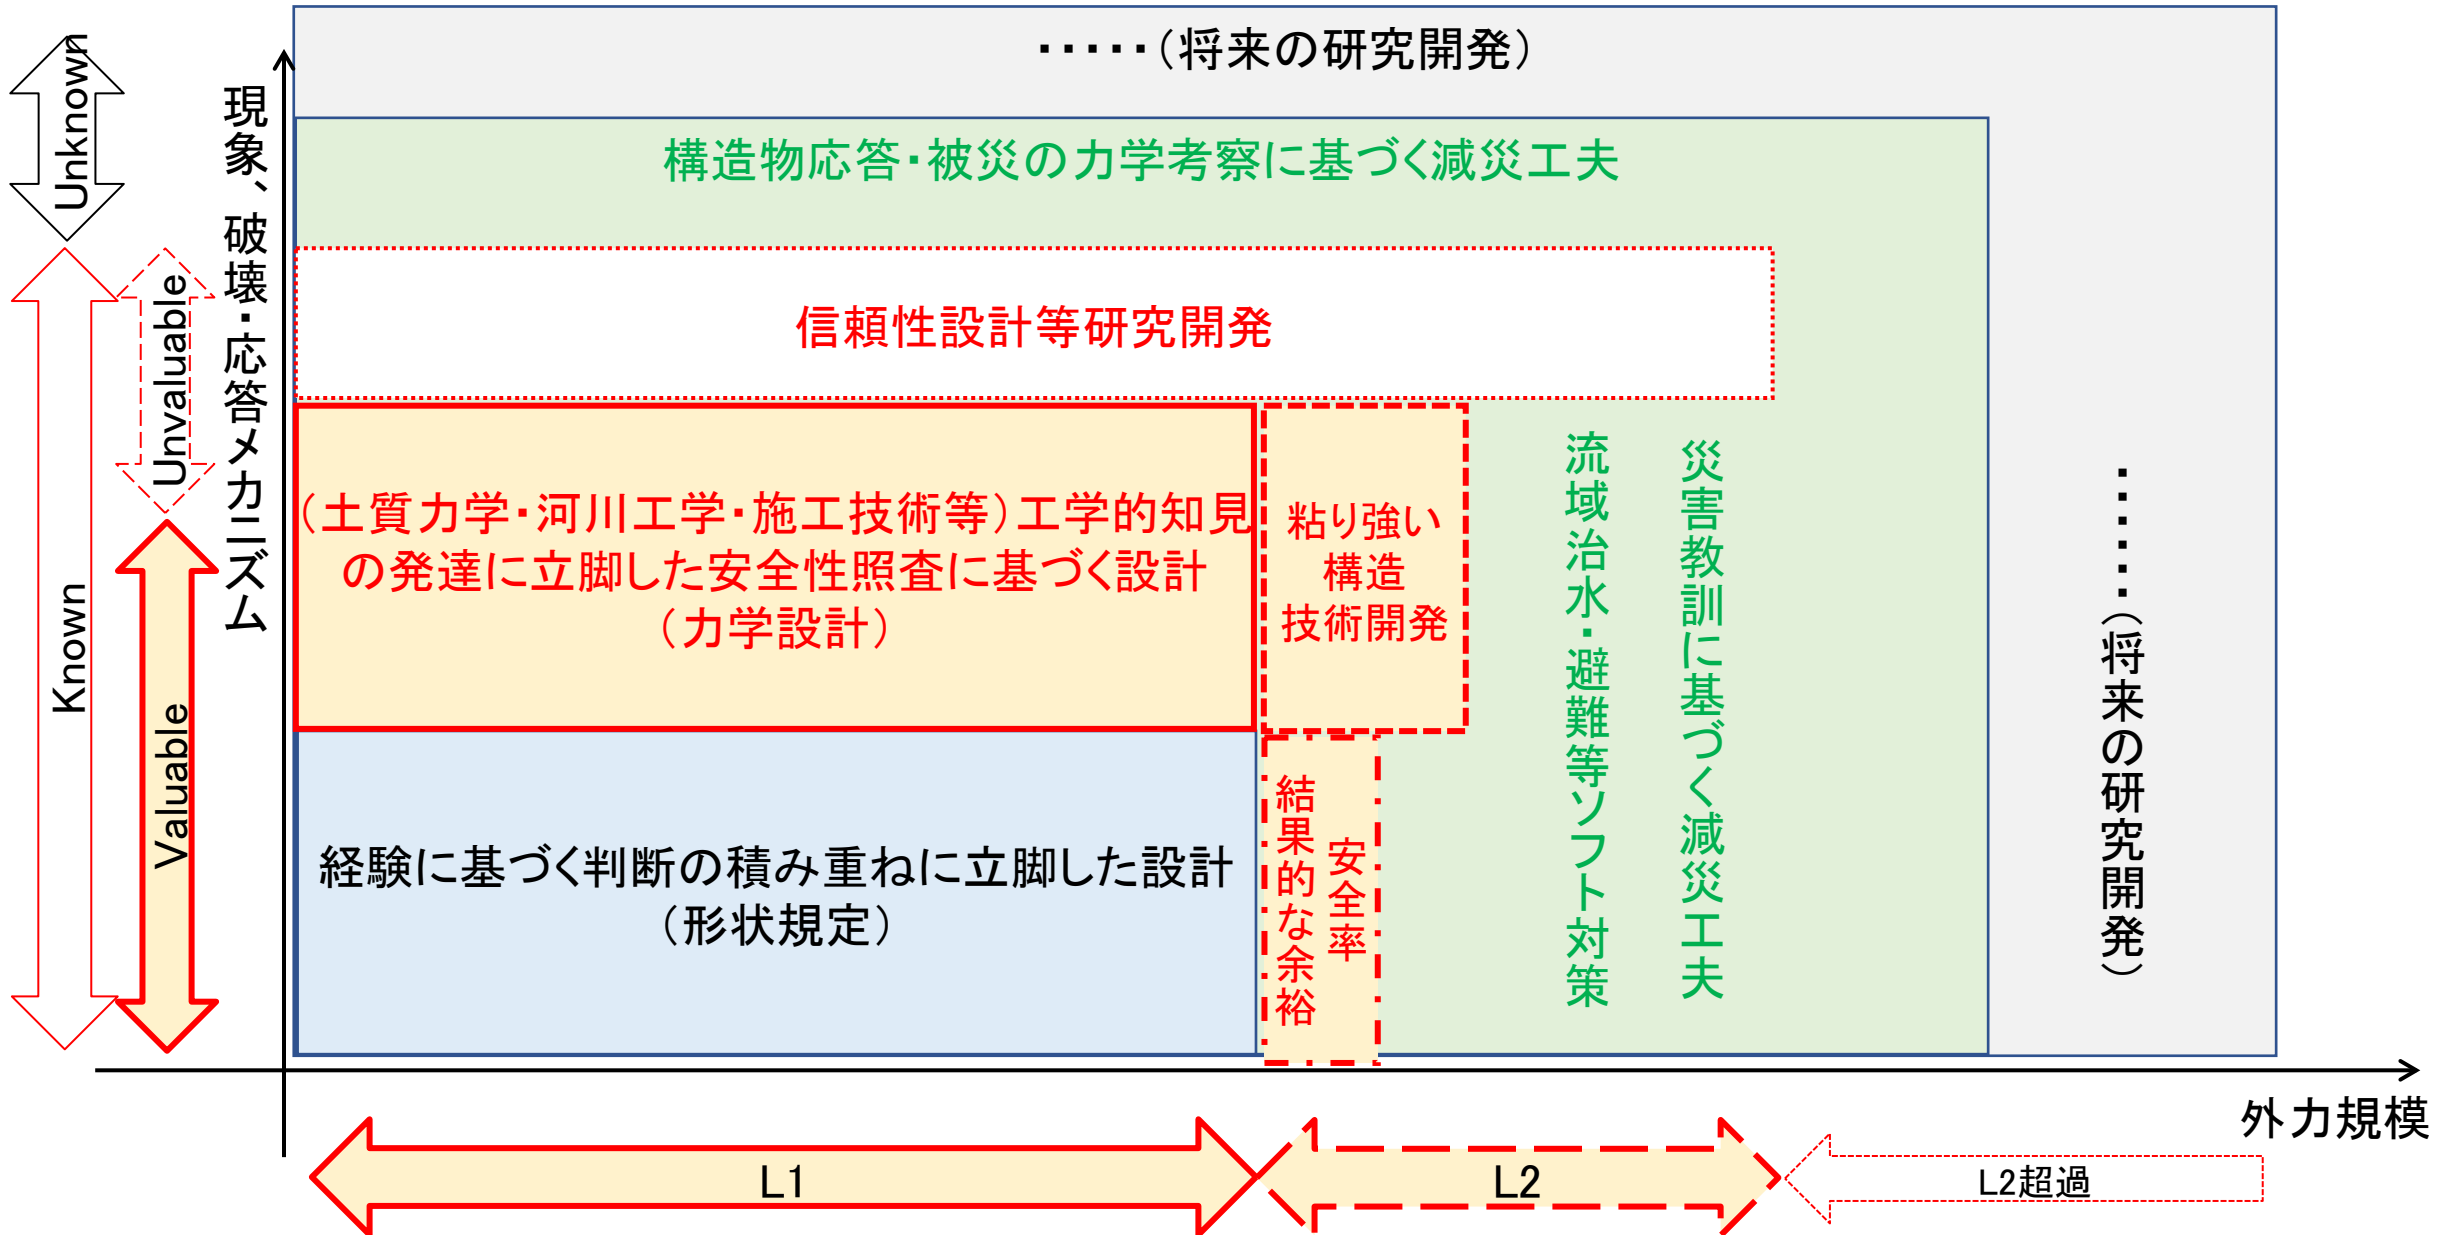 ・・・・・(将来の研究開発)
Unknown
現象、破壊・応答メカニズム
構造物応答・被災の力学考察に基づく減災工夫
Unvaluable
信頼性設計等研究開発
Known
Valuable
(土質力学・河川工学・施工技術等)工学的知見
の発達に立脚した安全性照査に基づく設計
(力学設計)
粘り強い
構造
技術開発
流域治水・避難等ソフト対策
災害教訓に基づく減災工夫
・・・・・・(将来の研究開発)
経験に基づく判断の積み重ねに立脚した設計
(形状規定)
安全率
結果的な余裕
外力規模
L1
L2
L2超過